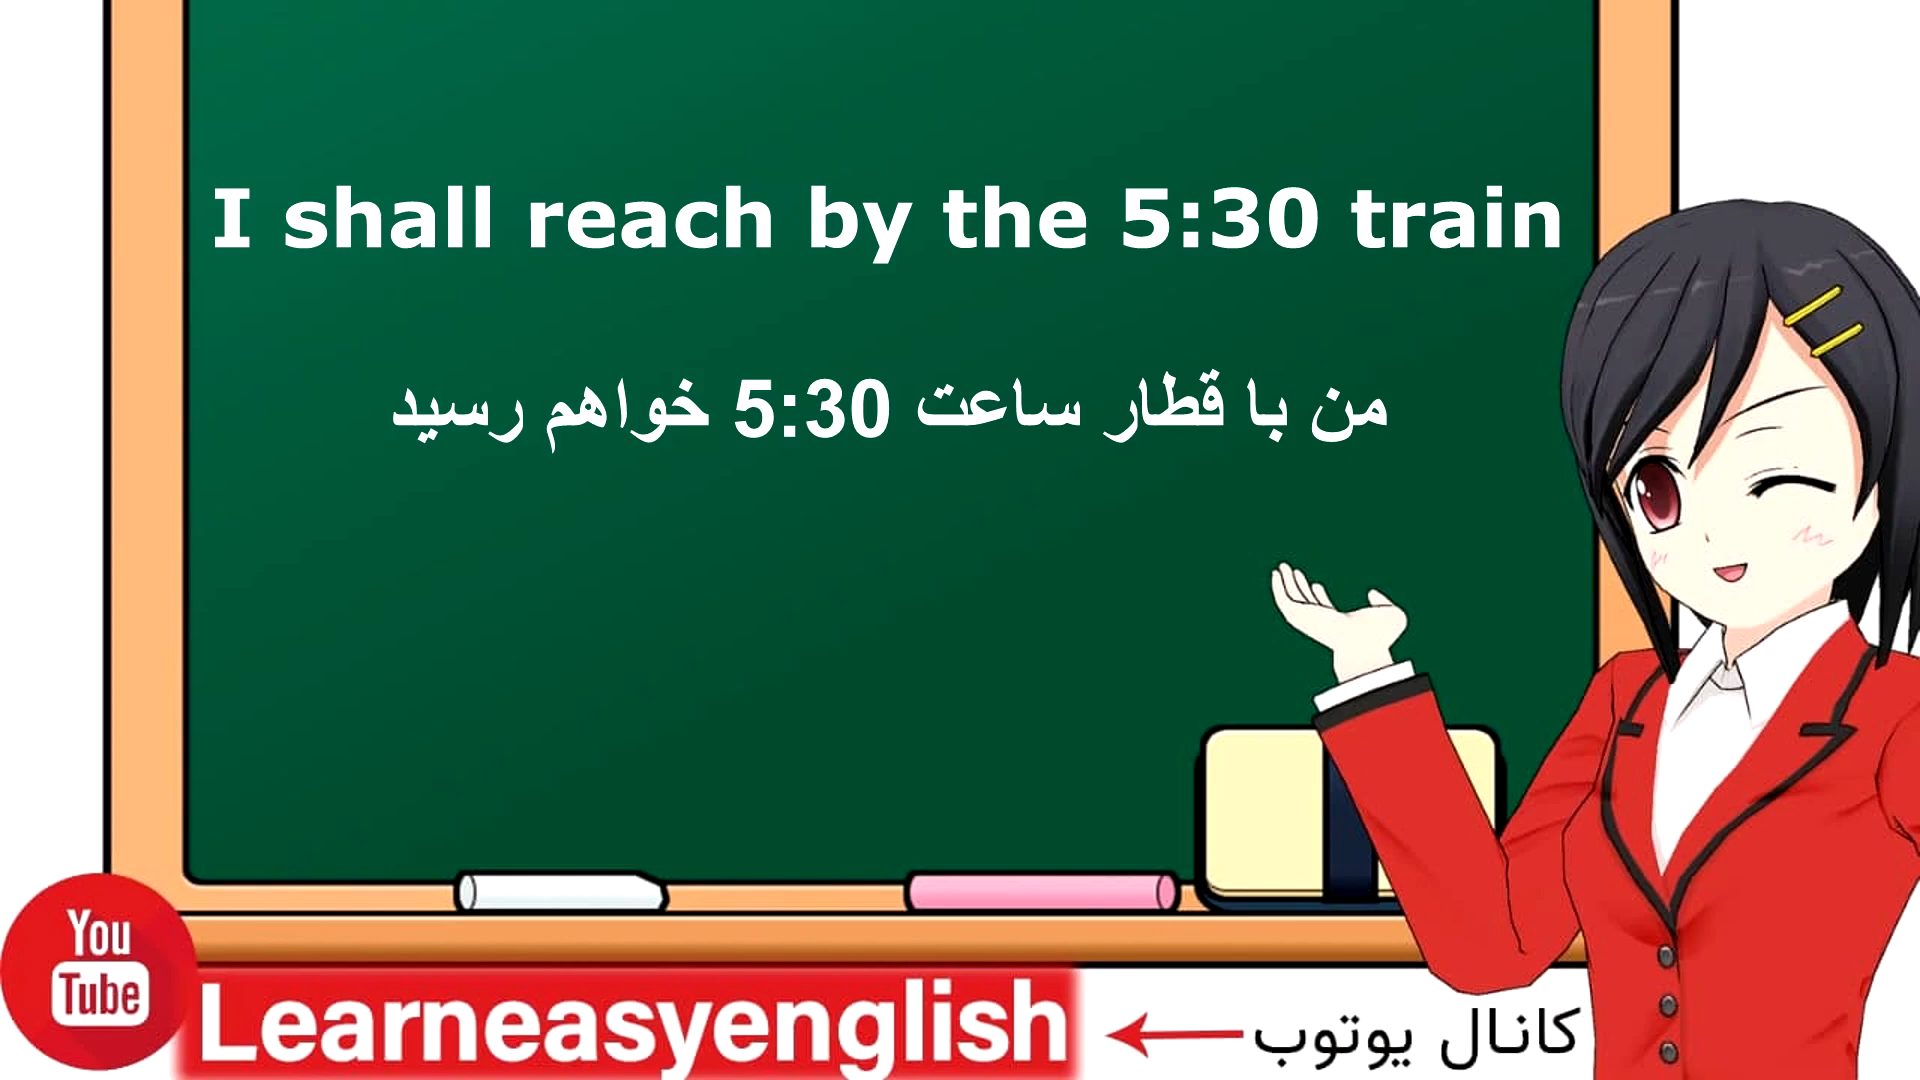 I shall reach by the 5:30 train
من با قطار ساعت 5:30 خواهم رسید
You
Tube
Learneasyenglish
کانال یوتوب